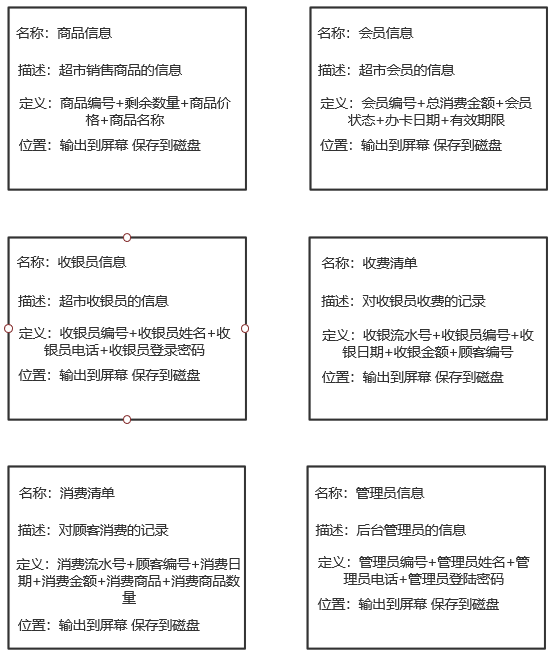 名称：商品信息
描述：超市销售商品的信息
定义：商品编号+剩余数量+商品价
格+商品名称
位置：输出到屏幕 保存到磁盘
名称：会员信息
描述：超市会员的信息
定义：会员编号+总消费金额+会员
状态+办卡日期+有效期限
位置：输出到屏幕 保存到磁盘
名称：收银员信息
描述：超市收银员的信息
定义：收银员编号+收银员姓名+收
银员电话+收银员登录密码
位置：输出到屏幕 保存到磁盘
名称：收费清单
描述：对收银员收费的记录
定义：收银流水号+收银员编号+收
银日期+收银金额+顾客编号
位置：输出到屏幕 保存到磁盘
名称：消费清单
描述：对顾客消费的记录
定义：消费流水号+顾客编号+消费日
期+消费金额+消费商品+消费商品数
量
位置：输出到屏幕 保存到磁盘
名称：管理员信息
描述：后台管理员的信息
定义：管理员编号+管理员姓名+管
理员电话+管理员登陆密码
位置：输出到屏幕 保存到磁盘